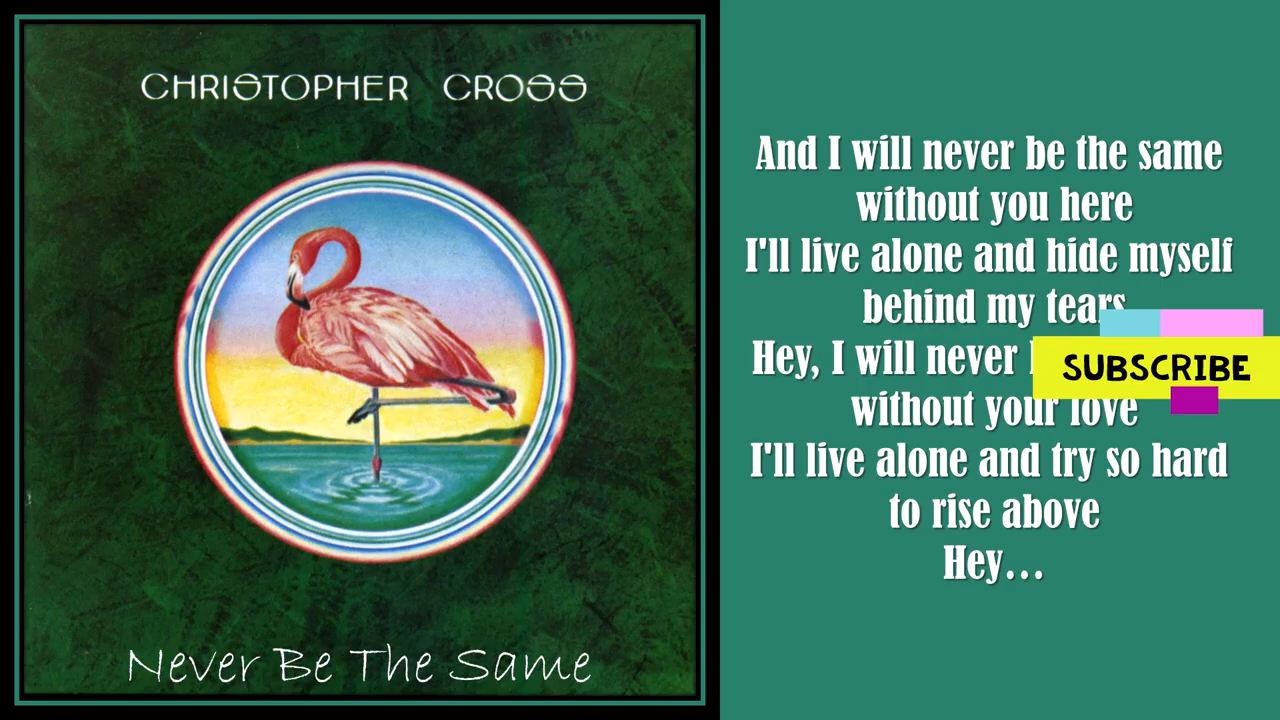 CHRISTOPHER CROSS
Never Be The Same
And I will never be the same
without you here
I'll live alone and hide myself
behind my tears
Hey, I will never
without your love
I'll live alone and try so hard
to rise above
Hey...
SUBSCRIBE